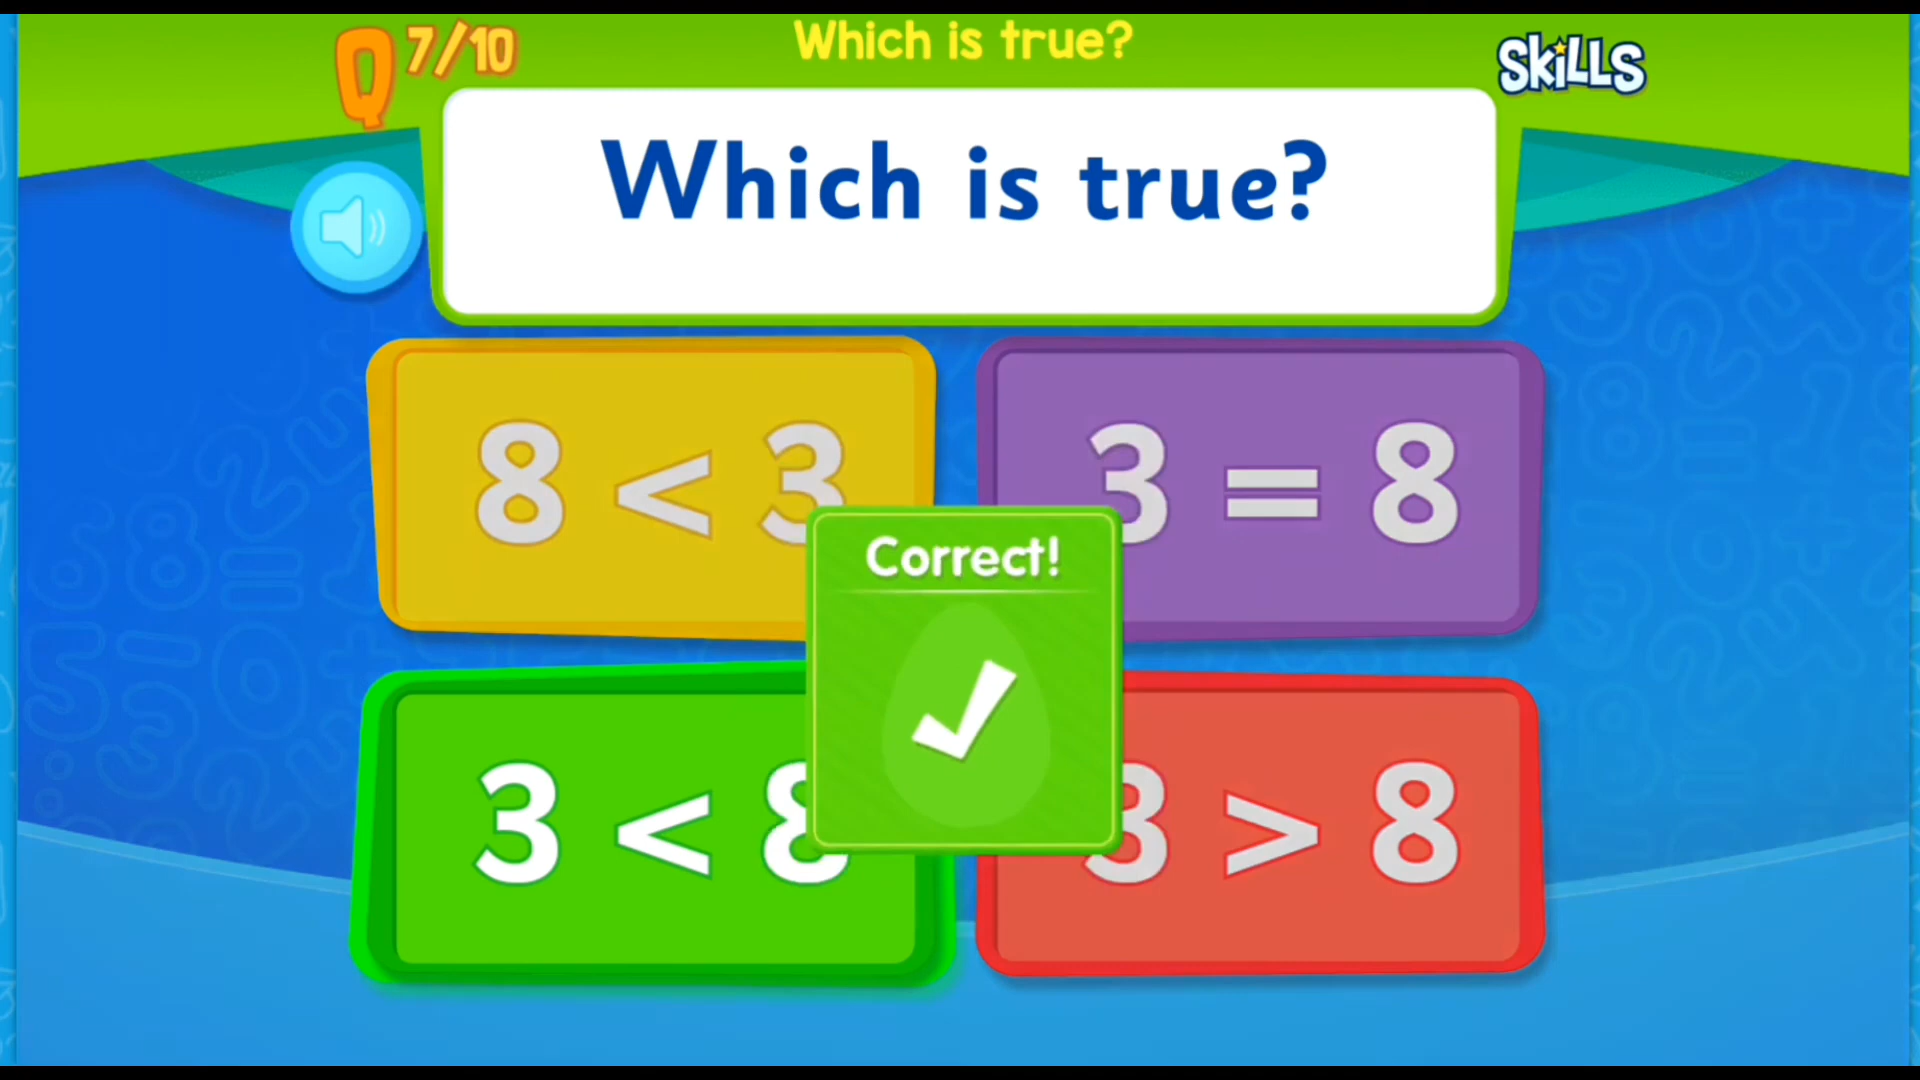 Q 7/10
Which is true?
SKiLLS
Which is true?
8 < 3
3 = 8
Correct!
3 < 8
3 > 8